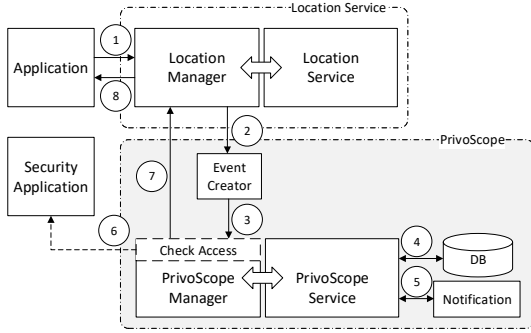 Location Service
1
Application
8
Location
Manager
Location
Service
2
PrivoScope
Security
Application
7
Event
Creator
3
6
Check Access
4
DB
PrivoScope
Manager
PrivoScope
Service
5
Notification